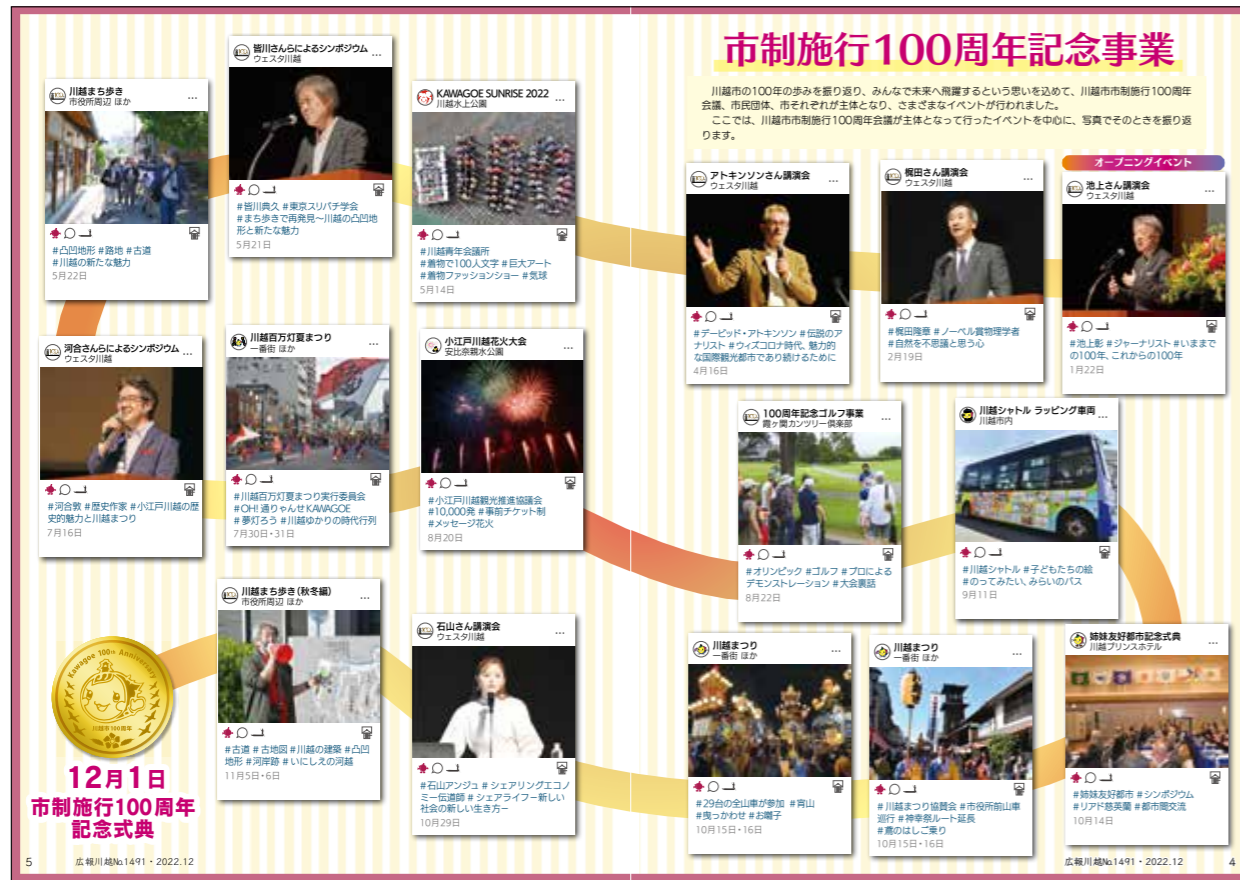 市制施行100周年記念事業
川越市の100年の歩みを振り返り、みんなで未来へ飛躍するという思いを込めて、川越市市制施行100周年
会議、市民団体、市それぞれが主体となり、さまざまなイベントが行われました。
ここでは、川越市市制施行100周年会議が主体となって行ったイベントを中心に、写真でそのときを振り返
ります。
オープニングイベント
池上さん講演会
ウェスタ川越
#池上彰 #ジャーナリスト #いままで
の100年、これからの100年
1月22日
梶田さん講演会
ウェスタ川越
#梶田隆章 #ノーベル賞物理学者
#自然を不思議と思う心
2月19日
アトキンソンさん講演会
ウェスタ川越
#デービッド・アトキンソン #伝説のア
ナリスト #ウィズコロナ時代、魅力的
な国際観光都市であり続けるために
4月16日
KAWAGOE SUNRISE 2022
川越水上公園
#川越青年会議所
#着物で100人文字 #巨大アート
#着物ファッションショー #気球
5月14日
皆川さんらによるシンポジウム
ウェスタ川越
#皆川典久 #東京スリバチ学会
#まち歩きで再発見～川越の凸凹地
形と新たな魅力
5月21日
川越まち歩き
市役所周辺 ほか
#凸凹地形 #路地 #古道
#川越の新たな魅力
5月22日
河合さんらによるシンポジウム
ウェスタ川越
#河合敦 #歴史作家 #小江戸川越の歴
史的魅力と川越まつり
7月16日
川越百万灯夏まつり
一番街 ほか
#川越百万灯夏まつり実行委員会
#OH! 通りゃんせKAWAGOE
#夢灯ろう #川越ゆかりの時代行列
7月30日・31日
小江戸川越花火大会
安比奈親水公園
#小江戸川越観光推進協議会
#10,000発 #事前チケット制
#メッセージ花火
8月20日
100周年記念ゴルフ事業
霞ヶ関カンツリー倶楽部
#オリンピック #ゴルフ #プロによる
デモンストレーション #大会裏話
8月22日
川越シャトル ラッピング車両
川越市内
#川越シャトル #子どもたちの絵
#のってみたい、みらいのバス
9月11日
姉妹友好都市記念式典
川越プリンスホテル
#姉妹友好都市 #シンポジウム
#リアド慈英蘭 #都市間交流
10月14日
川越まつり
一番街 ほか
#川越まつり協賛会 #市役所前山車
巡行 #神幸祭ルート延長
#鳶のはしご乗り
10月15日・16日
川越まつり
一番街 ほか
#29台の全山車が参加 #宵山
#曳っかわせ #お囃子
10月15日・16日
石山さん講演会
ウェスタ川越
#石山アンジュ #シェアリングエコノ
ミー伝道師 #シェアライフー新しい
社会の新しい生き方ー
10月29日
川越まち歩き（秋冬編）
市役所周辺 ほか
#古道 #古地図 #川越の建築 #凸凹
地形 #河岸跡 #いにしえの河越
11月5日・6日
Kawagoe 100th Anniversary
川越市100周年
12月1日
市制施行100周年
記念式典
5
広報川越No.1491・2022.12
広報川越No.1491・2022.12
4